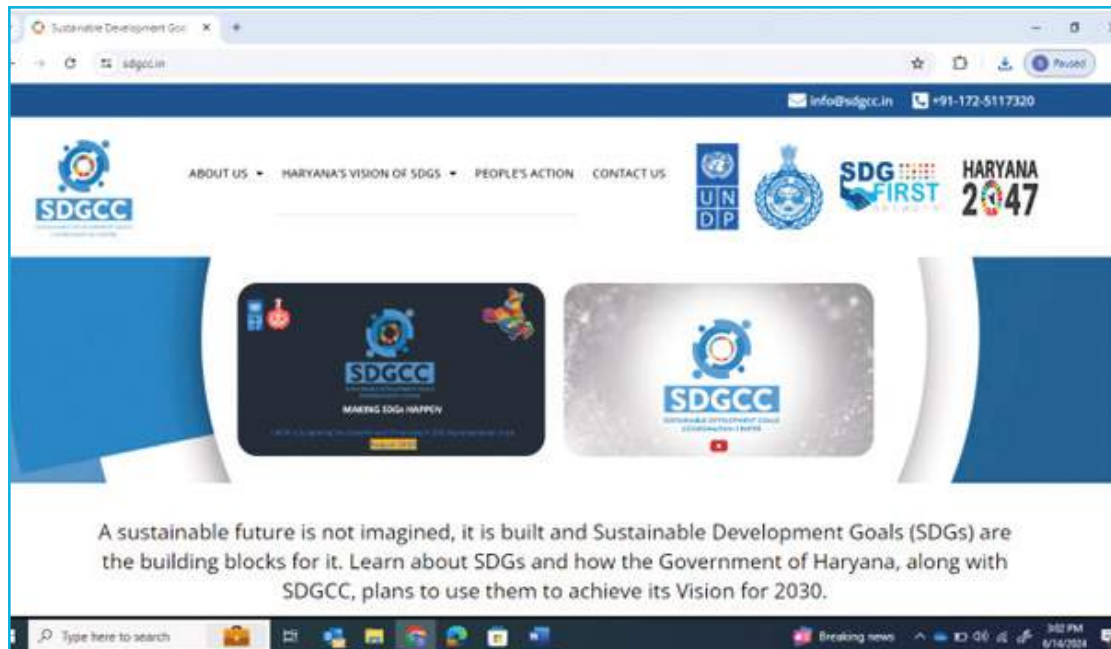 Sustainable Development Goa
sdgcc.in
Paused
info@sdgcc.in +91-172-5117320
SDGCC
ABOUT US HARYANA'S VISION OF SDGS PEOPLE'S ACTION CONTACT US
UN
DP
SDG
FIRST
NETWORK
HARYANA
2047
SDGCC
MAKING SDGs HAPPEN
SDGCC
SUSTAINABLE DEVELOPMENT GOALS
COORDINATION CENTER
A sustainable future is not imagined, it is built and Sustainable Development Goals (SDGs) are
the building blocks for it. Learn about SDGs and how the Government of Haryana, along with
SDGCC, plans to use them to achieve its Vision for 2030.
Type here to search
Breaking news
3:02 PM
6/14/2024